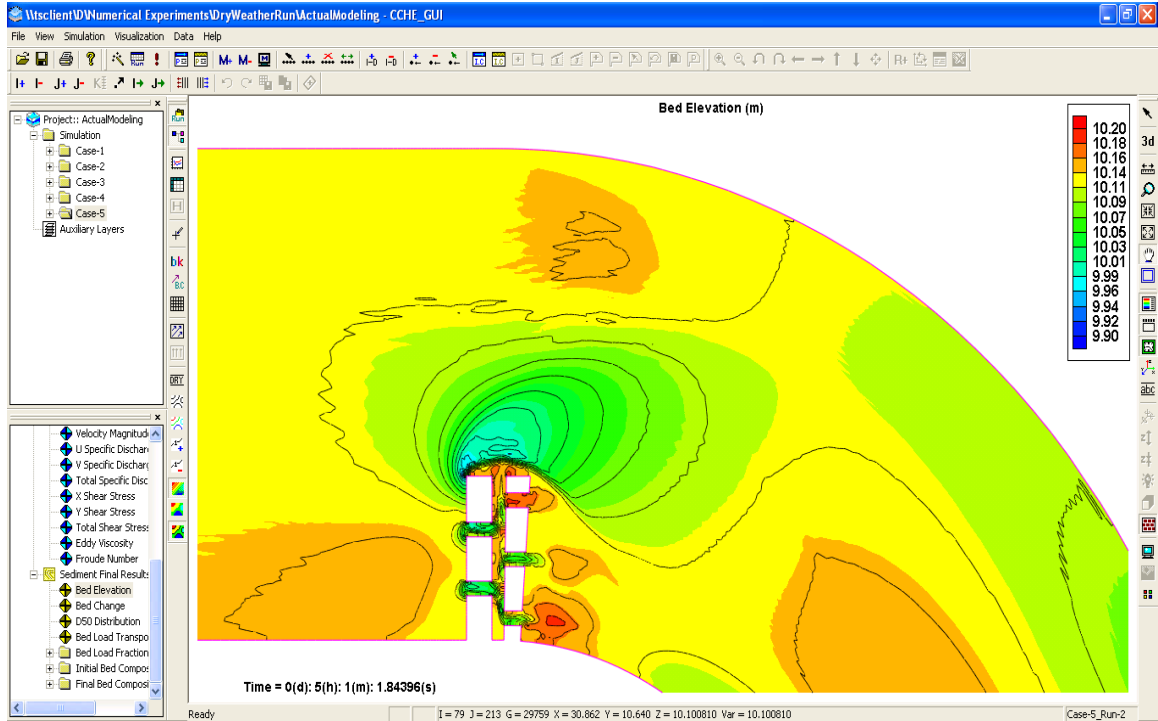 \\tsclient\D\Numerical Experiments\DryWeatherRun\ActualModeling - CCHE_GUI
File View Simulation Visualization Data Help
Project:: ActualModeling
Simulation
Case-1
Case-2
Case-3
Case-4
Case-5
Auxiliary Layers
Velocity Magnitud
U Specific Dischar
V Specific Discharg
Total Specific Disc
X Shear Stress
Y Shear Stress
Total Shear Stress
Eddy Viscosity
Froude Number
Sediment Final Results
Bed Elevation
Bed Change
D50 Distribution
Bed Load Transpo
Bed Load Fraction
Initial Bed Compos
Final Bed Composi
Run
bk
B.C
DRY
Bed Elevation (m)
10.20
10.18
10.16
10.14
10.11
10.09
10.07
10.05
10.03
10.01
9.99
9.96
9.94
9.92
9.90
3d
abc
Time = 0(d): 5(h): 1(m): 1.84396(s)
Ready
I = 79 J = 213 G = 29759 X = 30.862 Y = 10.640 Z = 10.100810 Var = 10.100810
Case-5_Run-2